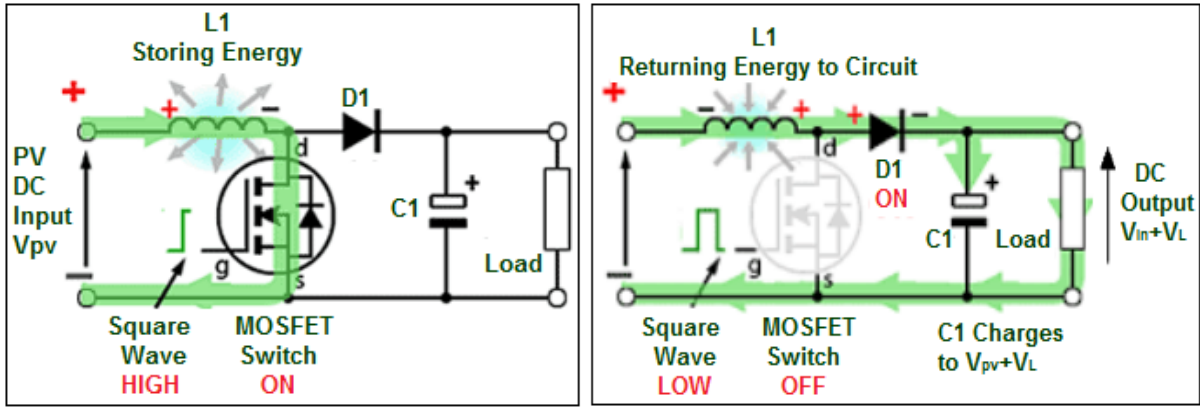 L1
Storing Energy
+
+
−
D1
d
PV
DC
Input
Vpv
+
C1
Load
−
g
s
Square
Wave
HIGH
MOSFET
Switch
ON
L1
Returning Energy to Circuit
+
−
+
+
−
d
D1
ON
+
C1
Load
DC
Output
Vin+VL
−
g
s
Square
Wave
LOW
MOSFET
Switch
OFF
C1 Charges
to Vpv+VL